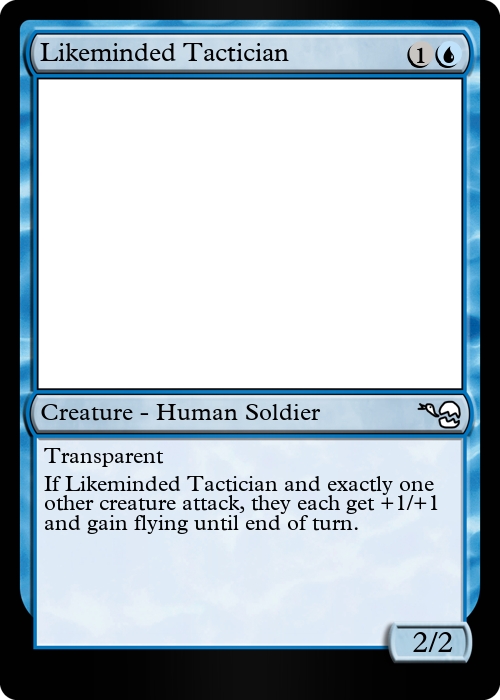 Likeminded Tactician 1
Creature - Human Soldier
Transparent
If Likeminded Tactician and exactly one
other creature attack, they each get +1/+1
and gain flying until end of turn.
2/2